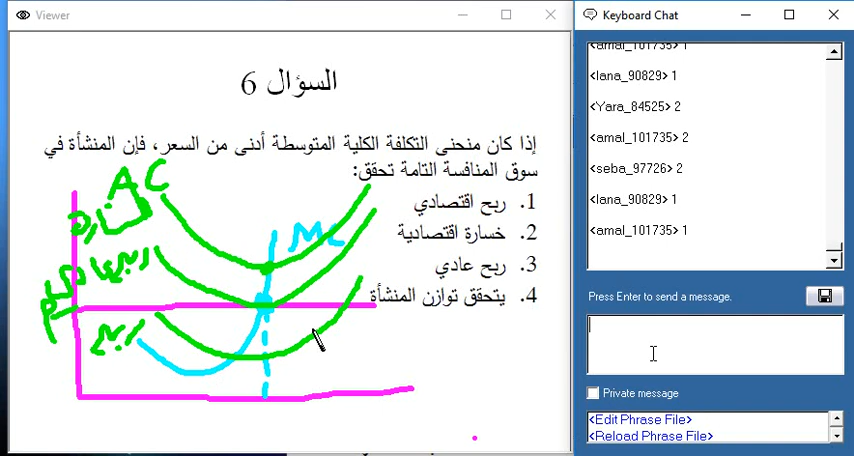 Viewer
السؤال 6
إذا كان منحنى التكلفة الكلية المتوسطة أدنى من السعر، فإن المنشأة في
سوق المنافسة التامة تحقق:
1. ربح اقتصادي
2. خسارة اقتصادية
3. ربح عادي
4. يتحقق توازن المنشأة
AC
MC
ربح
Keyboard Chat
<amal_101735> 1
<lana_90829> 1
<Yara_84525> 2
<amal_101735> 2
<seba_97726> 2
<lana_90829> 1
<amal_101735> 1
Press Enter to send a message.
Private message
<Edit Phrase File>
<Reload Phrase File>